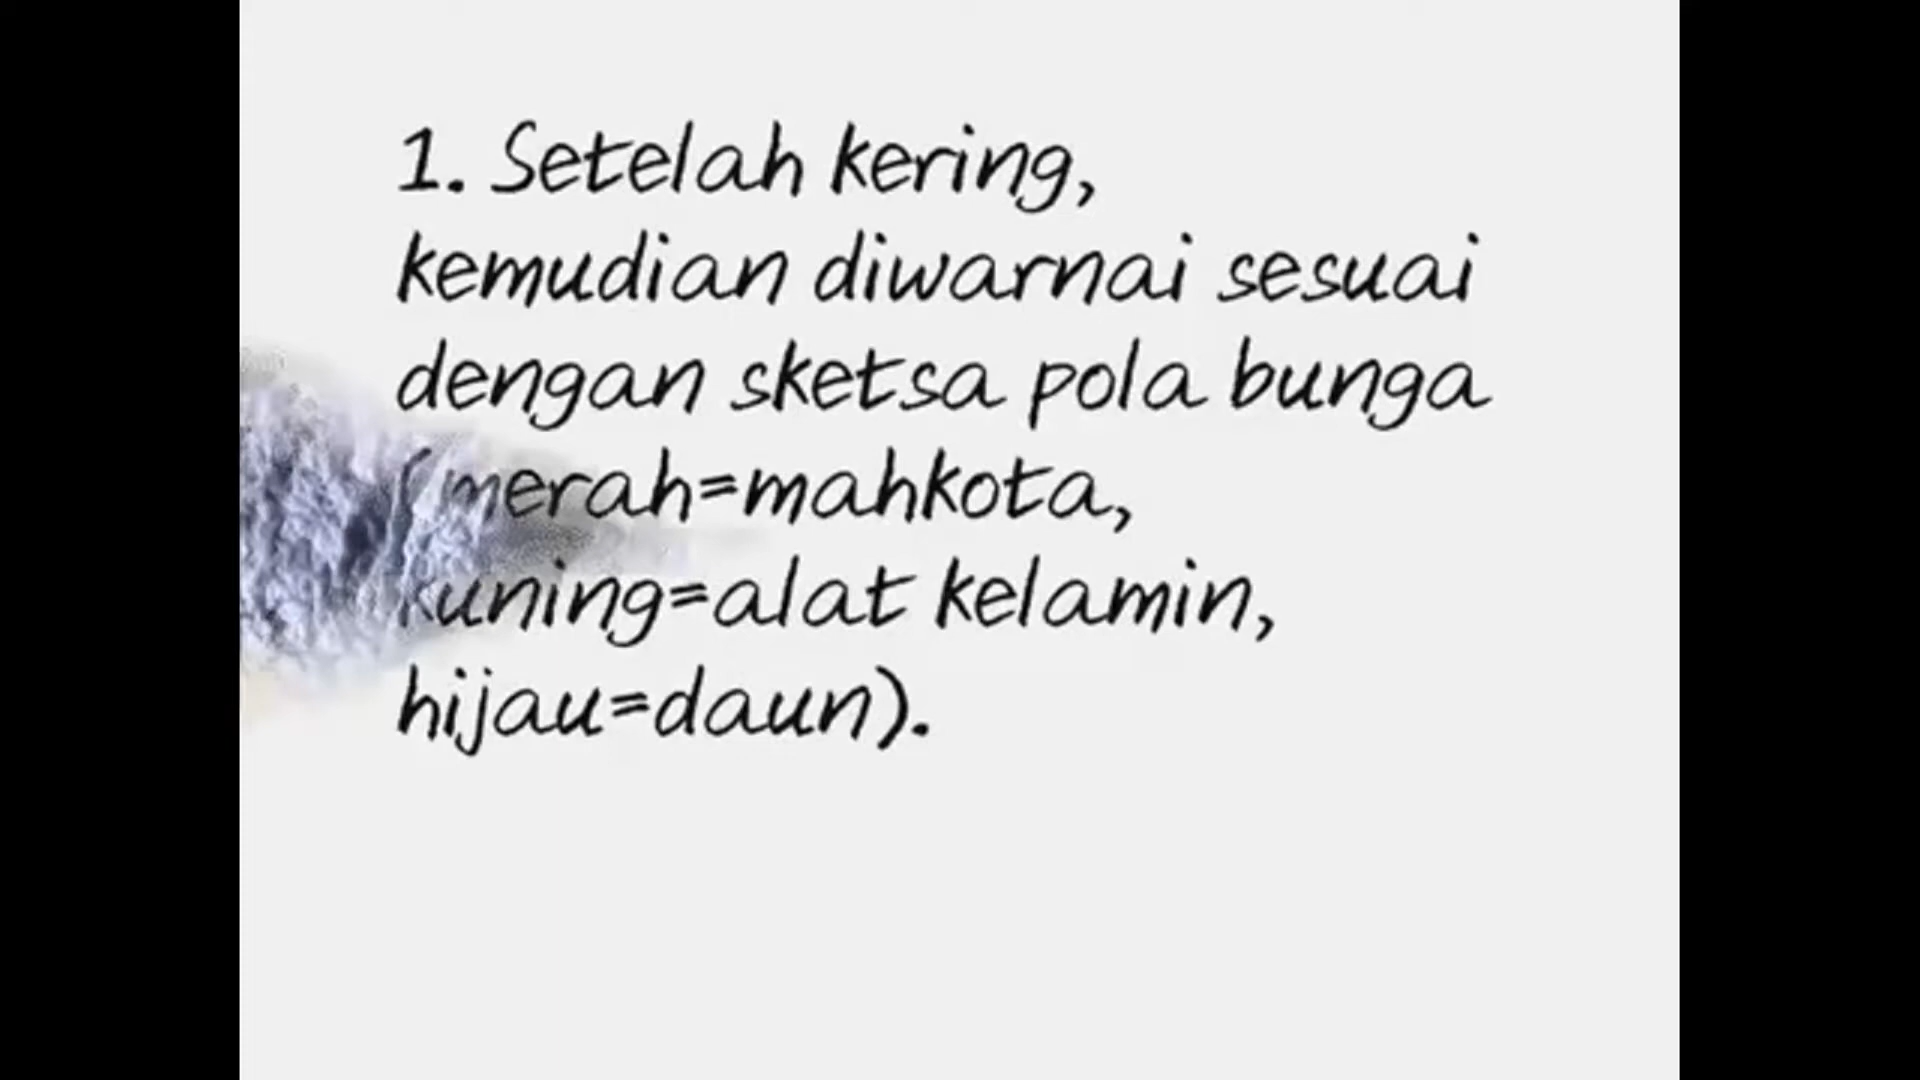 1. Setelah kering,
kemudian diwarnai sesuai
dengan sketsa pola bunga
(merah=mahkota,
kuning=alat kelamin,
hijau=daun).